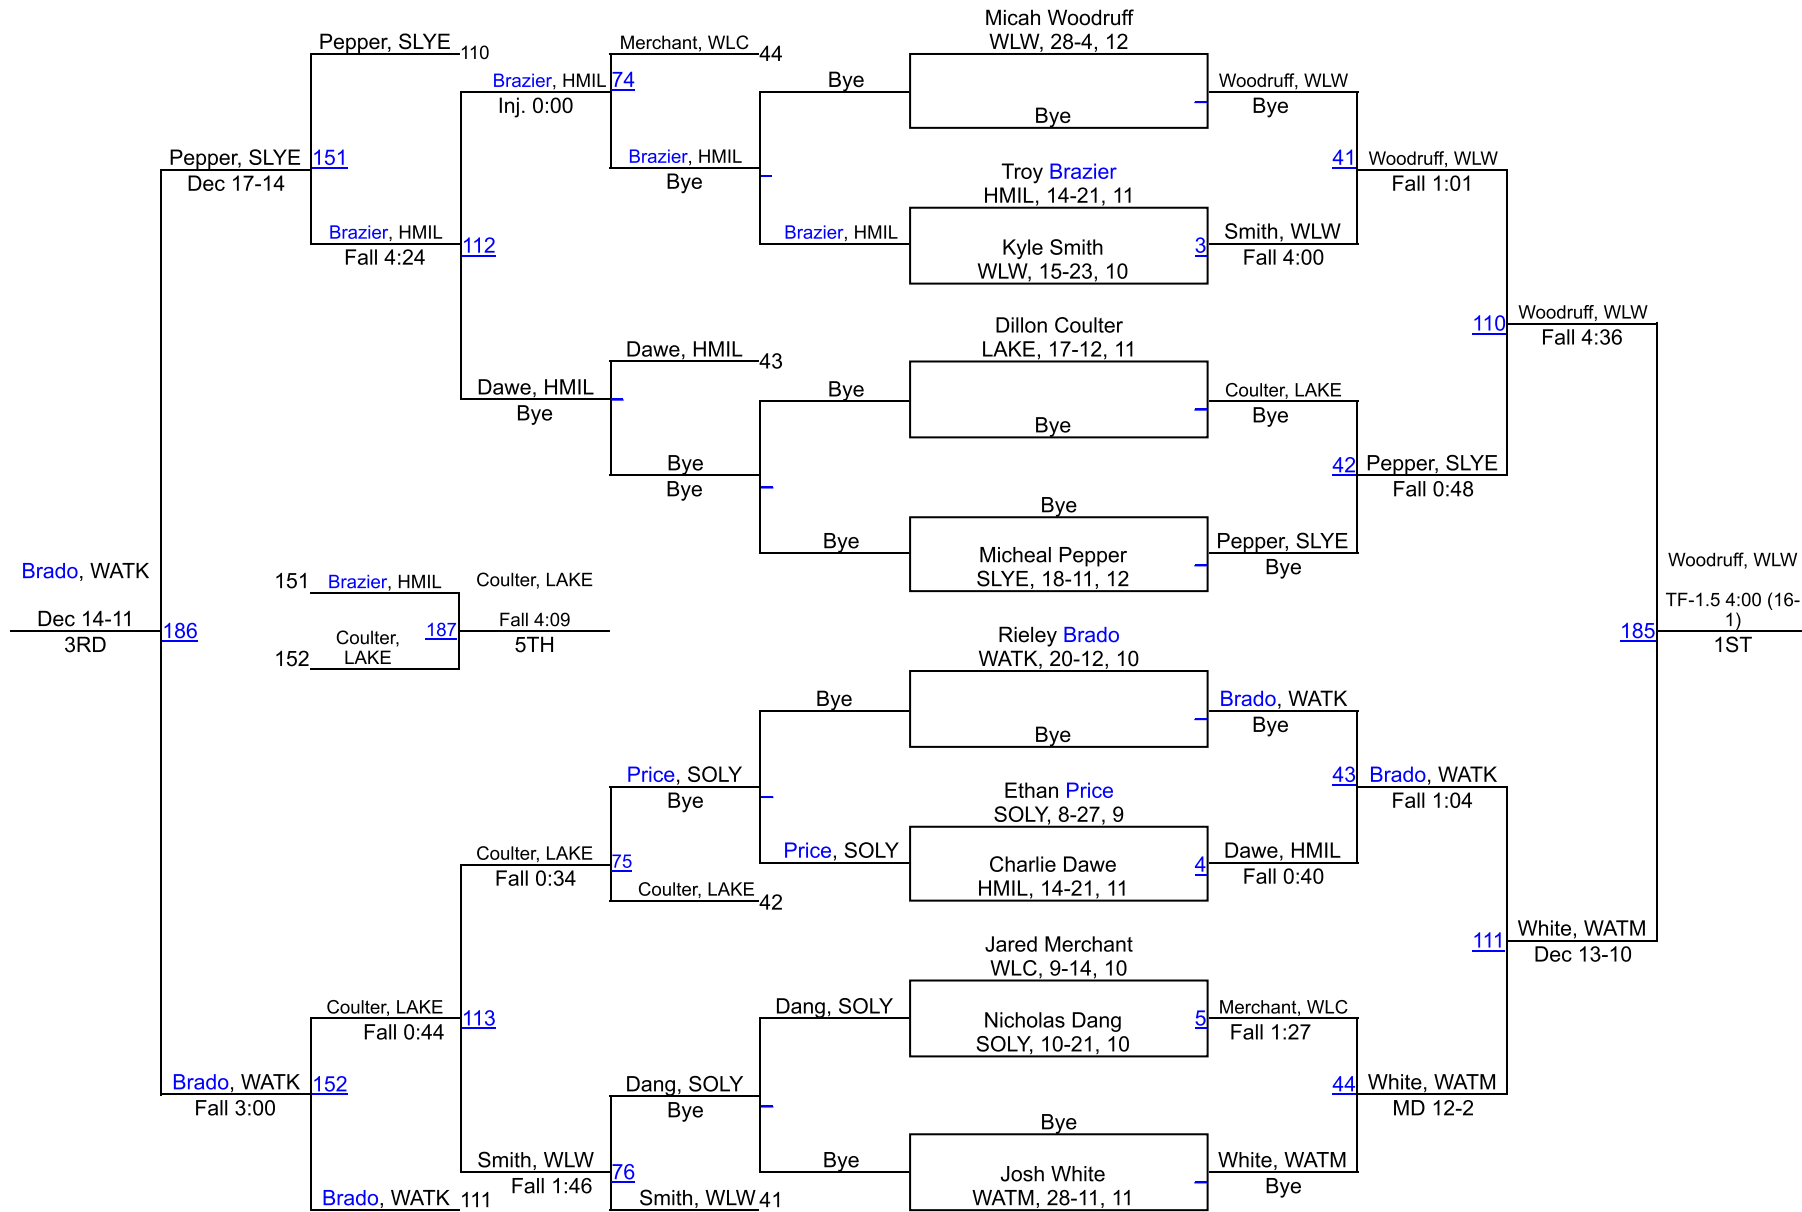 Micah Woodruff
WLW, 28-4, 12
Pepper, SLYE
110
Merchant, WLC
44
Brazier, HMIL
74
Inj. 0:00
Bye
Bye
Woodruff, WLW
Bye
Pepper, SLYE
151
Dec 17-14
Brazier, HMIL
Bye
Troy Brazier
HMIL, 14-21, 11
41
Woodruff, WLW
Fall 1:01
Brazier, HMIL
Fall 4:24
112
Brazier, HMIL
Kyle Smith
WLW, 15-23, 10
3
Smith, WLW
Fall 4:00
Dillon Coulter
LAKE, 17-12, 11
110
Woodruff, WLW
Fall 4:36
Dawe, HMIL
43
Dawe, HMIL
Bye
Bye
Bye
Coulter, LAKE
Bye
Bye
Bye
42
Pepper, SLYE
Fall 0:48
Bye
Bye
Micheal Pepper
SLYE, 18-11, 12
Pepper, SLYE
Bye
Brado, WATK
Dec 14-11
3RD
186
151
Brazier, HMIL
Coulter,
LAKE
152
187
Coulter, LAKE
Fall 4:09
5TH
Woodruff, WLW
TF-1.5 4:00 (16-
1)
1ST
185
Rieley Brado
WATK, 20-12, 10
Bye
Bye
Brado, WATK
Bye
Price, SOLY
Bye
Ethan Price
SOLY, 8-27, 9
43
Brado, WATK
Fall 1:04
Coulter, LAKE
Fall 0:34
75
Price, SOLY
Charlie Dawe
HMIL, 14-21, 11
4
Dawe, HMIL
Fall 0:40
Coulter, LAKE
42
Jared Merchant
WLC, 9-14, 10
111
White, WATM
Dec 13-10
Coulter, LAKE
Fall 0:44
113
Dang, SOLY
Nicholas Dang
SOLY, 10-21, 10
5
Merchant, WLC
Fall 1:27
Brado, WATK
Fall 3:00
152
Dang, SOLY
Bye
44
White, WATM
MD 12-2
Bye
Smith, WLW
Fall 1:46
76
Bye
Josh White
WATM, 28-11, 11
White, WATM
Bye
Brado, WATK
111
Smith, WLW
41